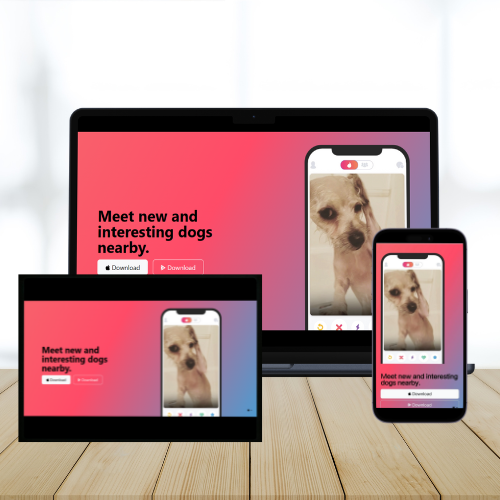 Meet new and
interesting dogs
nearby.
Download
Download
Meet new and
interesting dogs
nearby.
Download
Download
Meet new and interesting
dogs nearby.
Download
Download